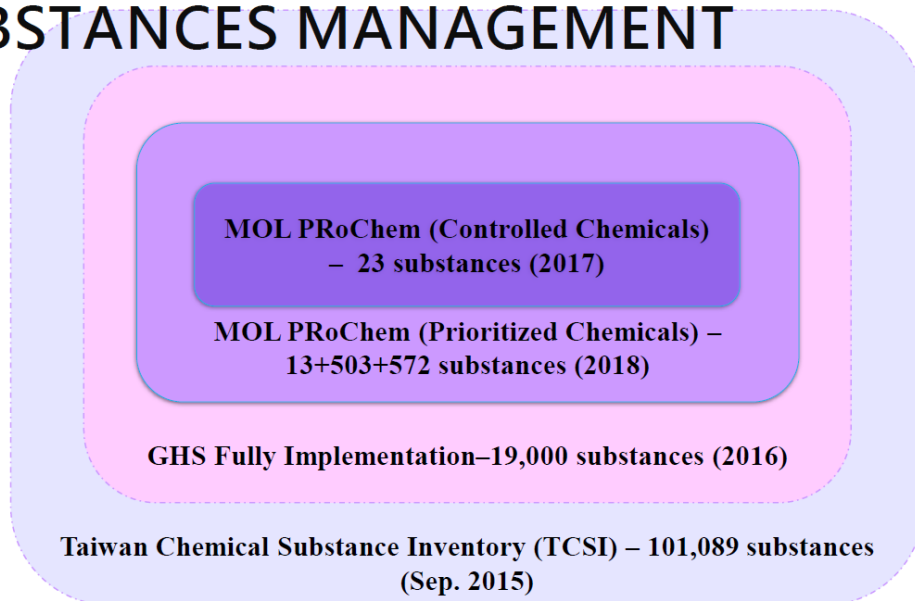 BSTANCES MANAGEMENT
MOL PRoChem (Controlled Chemicals)
– 23 substances (2017)
MOL PRoChem (Prioritized Chemicals) –
13+503+572 substances (2018)
GHS Fully Implementation–19,000 substances (2016)
Taiwan Chemical Substance Inventory (TCSI) – 101,089 substances
(Sep. 2015)